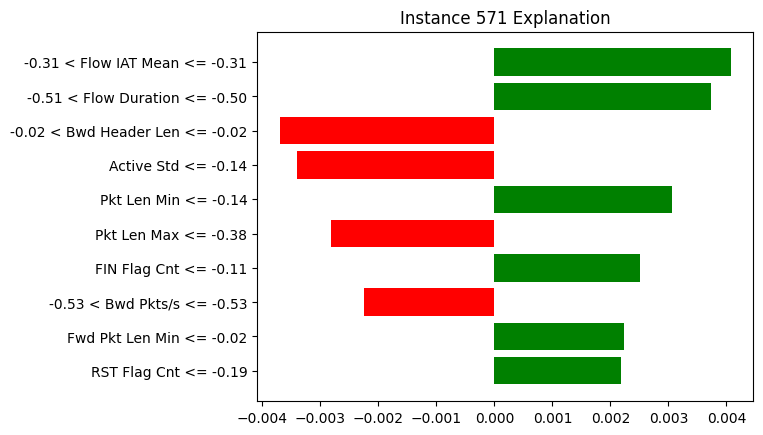 Instance 571 Explanation
-0.31 < Flow IAT Mean <= -0.31
-0.51 < Flow Duration <= -0.50
-0.02 < Bwd Header Len <= -0.02
Active Std <= -0.14
Pkt Len Min <= -0.14
Pkt Len Max <= -0.38
FIN Flag Cnt <= -0.11
-0.53 < Bwd Pkts/s <= -0.53
Fwd Pkt Len Min <= -0.02
RST Flag Cnt <= -0.19
−0.004 −0.003 −0.002 −0.001 0.000 0.001 0.002 0.003 0.004